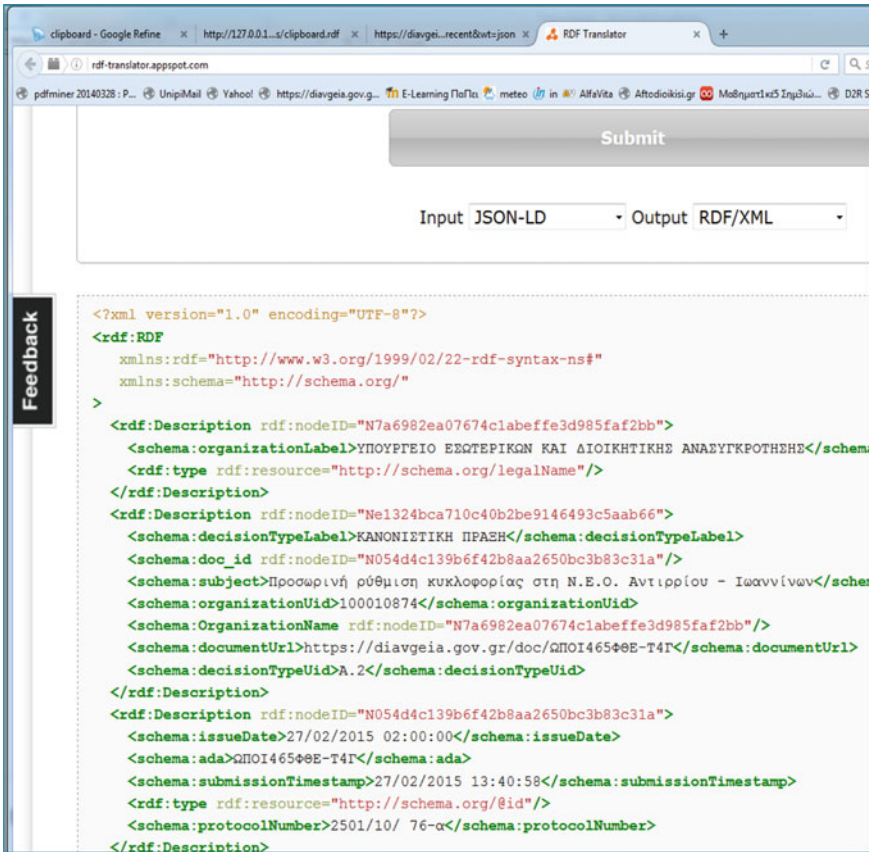 clipboard - Google Refine × http://127.0.0.1...s/clipboard.rdf × https://diavgei...recent&wt=json × RDF Translator × +
rdf-translator.appspot.com
pdfminer 20140328 : P... UnipiMail Yahoo! https://diavgeia.gov.g... E-Learning ΠαΠει meteo in AlfaVita Aftodioikisi.gr D2R S
Submit
Input JSON-LD Output RDF/XML
Feedback
<?xml version="1.0" encoding="UTF-8"?>
<rdf:RDF
xmlns:rdf="http://www.w3.org/1999/02/22-rdf-syntax-ns#"
xmlns:schema="http://schema.org/"
>
<rdf:Description rdf:nodeID="N7a6982ea07674c1abeffe3d985faf2bb">
<schema:organizationLabel>ΥΠΟΥΡΓΕΙΟ ΕΣΩΤΕΡΙΚΩΝ ΚΑΙ ΔΙΟΙΚΗΤΙΚΗΣ ΑΝΑΣΥΓΚΡΟΤΗΣΗΣ</schema
<rdf:type rdf:resource="http://schema.org/legalName"/>
</rdf:Description>
<rdf:Description rdf:nodeID="Ne1324bca710c40b2be9146493c5aab66">
<schema:decisionTypeLabel>ΚΑΝΟΝΙΣΤΙΚΗ ΠΡΑΞΗ</schema:decisionTypeLabel>
<schema:doc_id rdf:nodeID="N054d4c139b6f42b8aa2650bc3b83c31a"/>
<schema:subject>Προσωρινή ρύθμιση κυκλοφορίας στη Ν.Ε.Ο. Αντιρρίου - Ιωαννίνων</schem
<schema:organizationUid>100010874</schema:organizationUid>
<schema:OrganizationName rdf:nodeID="N7a6982ea07674c1abeffe3d985faf2bb"/>
<schema:documentUrl>https://diavgeia.gov.gr/doc/ΩΠΟΙ465ΦΘΕ-Τ4Γ</schema:documentUrl>
<schema:decisionTypeUid>Α.2</schema:decisionTypeUid>
</rdf:Description>
<rdf:Description rdf:nodeID="N054d4c139b6f42b8aa2650bc3b83c31a">
<schema:issueDate>27/02/2015 02:00:00</schema:issueDate>
<schema:ada>ΩΠΟΙ465ΦΘΕ-Τ4Γ</schema:ada>
<schema:submissionTimestamp>27/02/2015 13:40:58</schema:submissionTimestamp>
<rdf:type rdf:resource="http://schema.org/@id"/>
<schema:protocolNumber>2501/10/ 76-α</schema:protocolNumber>
</rdf:Description>